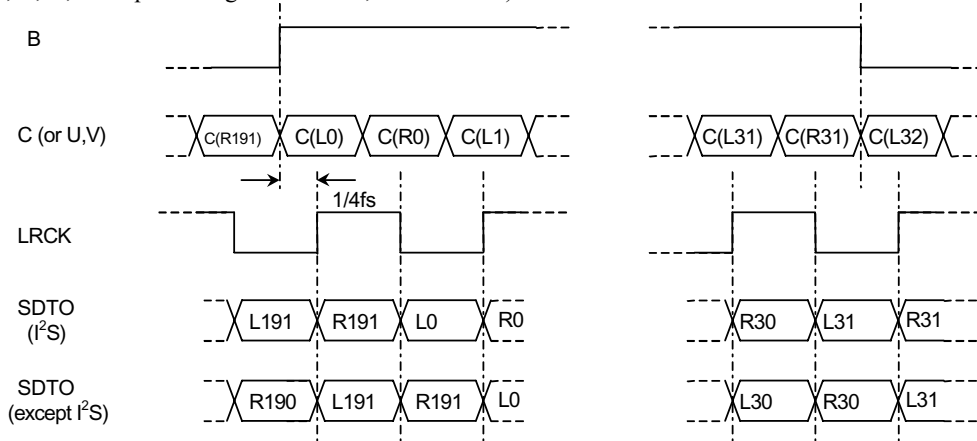 B
C (or U,V)
C(R191) C(L0) C(R0) C(L1) C(L31) C(R31) C(L32)
1/4fs
LRCK
SDTO
(I²S)
L191 R191 L0 R0 R30 L31 R31
SDTO
(except I²S)
R190 L191 R191 L0 L30 R30 L31